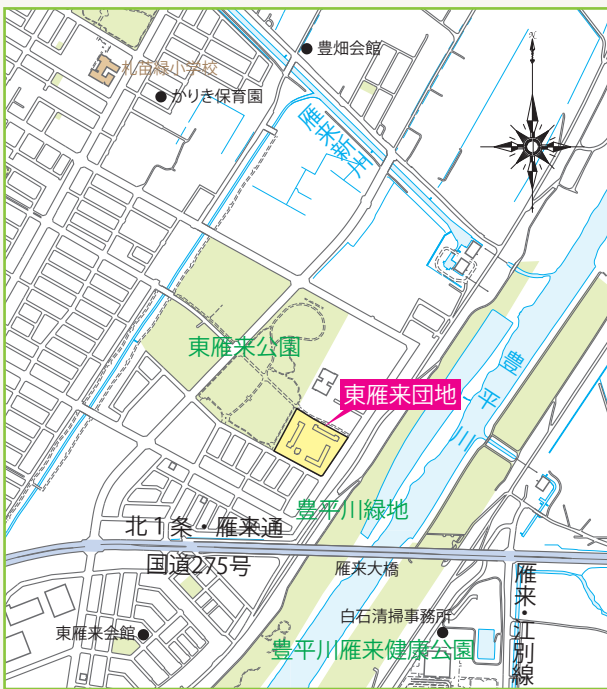 豊畑会館
札苗緑小学校
かりき保育園
N
雁来新川
東雁来公園
東雁来団地
豊平川
豊平川緑地
北1条・雁来通
国道275号
雁来大橋
雁来・江別線
白石清掃事務所
東雁来会館
豊平川雁来健康公園